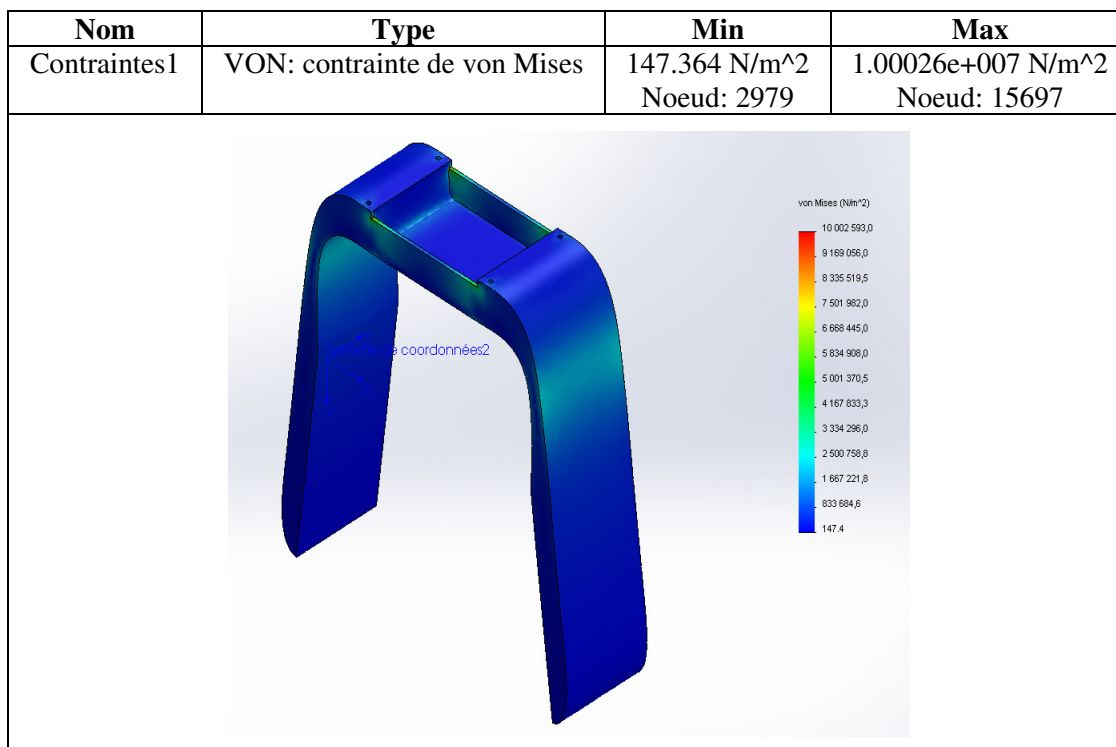 Nom Type Min Max
Contraintes1 VON: contrainte de von Mises 147.364 N/m^2 1.00026e+007 N/m^2
Noeud: 2979 Noeud: 15697
von Mises (N/m^2)
10 002 593,0
9 169 056,0
8 335 519,5
7 501 982,0
6 668 445,0
5 834 908,0
5 001 370,5
4 167 833,3
3 334 296,0
2 500 758,8
1 667 221,8
833 684,6
147.4
de coordonnées2